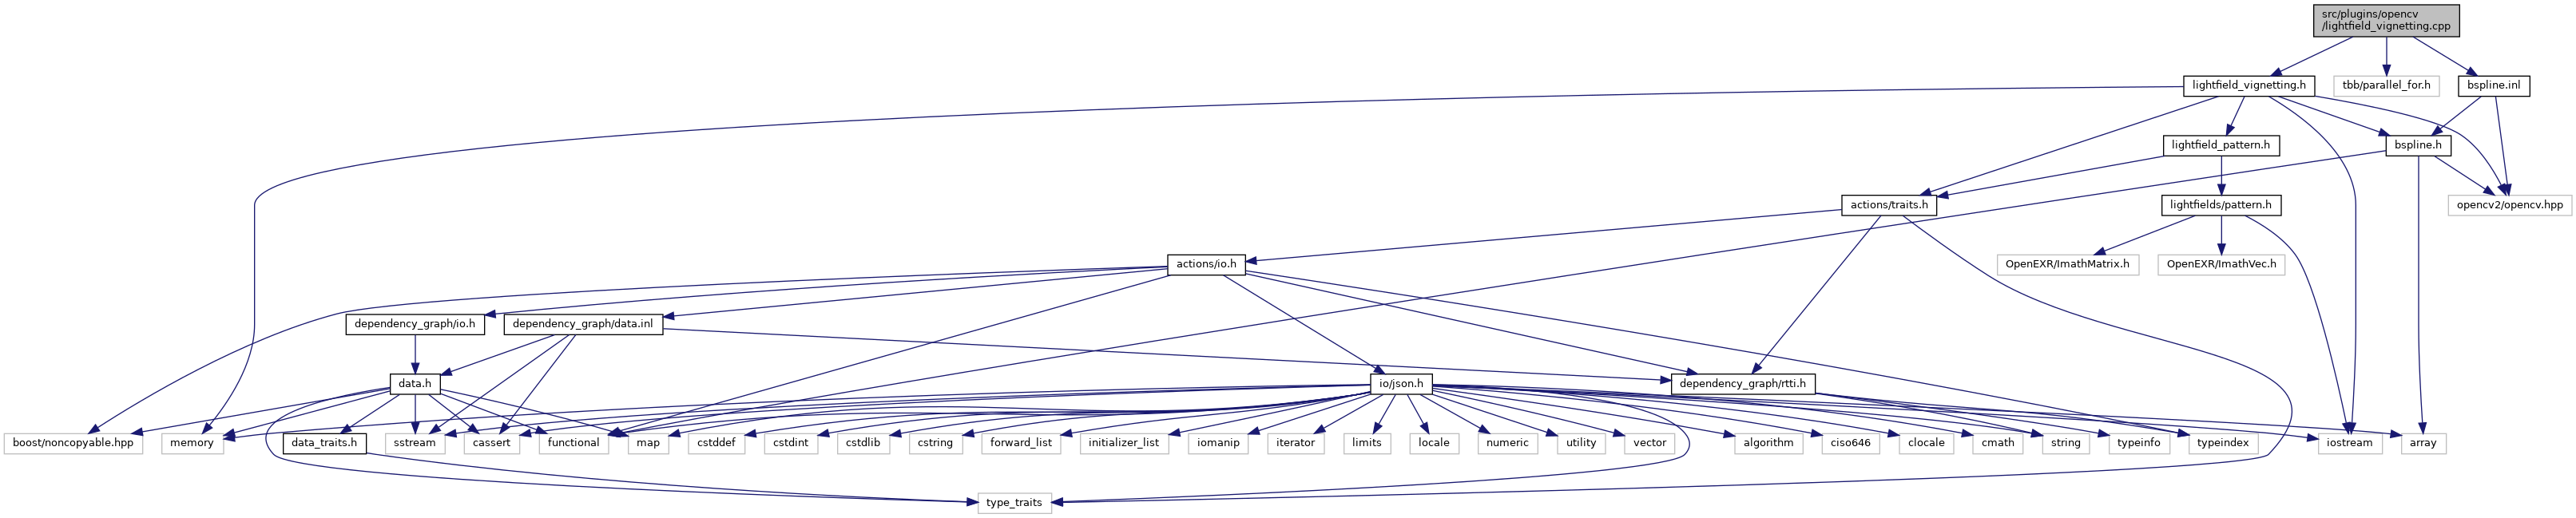 src/plugins/opencv
/lightfield_vignetting.cpp
lightfield_vignetting.h
tbb/parallel_for.h
bspline.inl
lightfield_pattern.h
bspline.h
actions/traits.h
lightfields/pattern.h
opencv2/opencv.hpp
actions/io.h
OpenEXR/ImathMatrix.h
OpenEXR/ImathVec.h
dependency_graph/io.h
dependency_graph/data.inl
data.h
io/json.h
dependency_graph/rtti.h
boost/noncopyable.hpp
memory
data_traits.h
sstream
cassert
functional
map
cstddef
cstdint
cstdlib
cstring
forward_list
initializer_list
iomanip
iterator
limits
locale
numeric
utility
vector
algorithm
ciso646
clocale
cmath
string
typeinfo
typeindex
iostream
array
type_traits